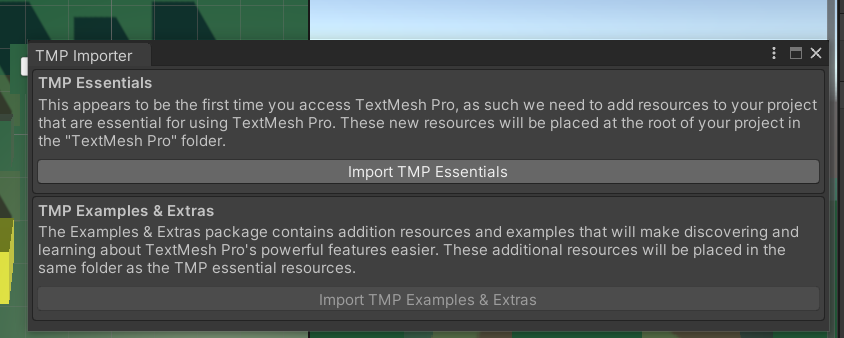 TMP Importer
TMP Essentials
This appears to be the first time you access TextMesh Pro, as such we need to add resources to your project
that are essential for using TextMesh Pro. These new resources will be placed at the root of your project in
the "TextMesh Pro" folder.
Import TMP Essentials
TMP Examples & Extras
The Examples & Extras package contains addition resources and examples that will make discovering and
learning about TextMesh Pro's powerful features easier. These additional resources will be placed in the
same folder as the TMP essential resources.
Import TMP Examples & Extras